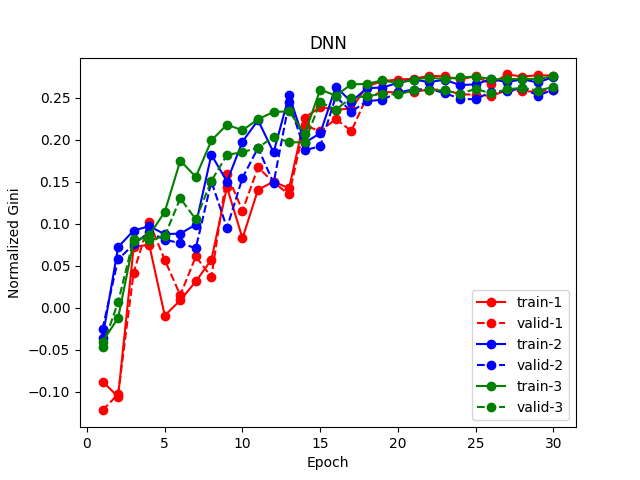 DNN
Normalized Gini
0.25
0.20
0.15
0.10
0.05
0.00
−0.05
−0.10
0 5 10 15 20 25 30
Epoch
train-1
valid-1
train-2
valid-2
train-3
valid-3